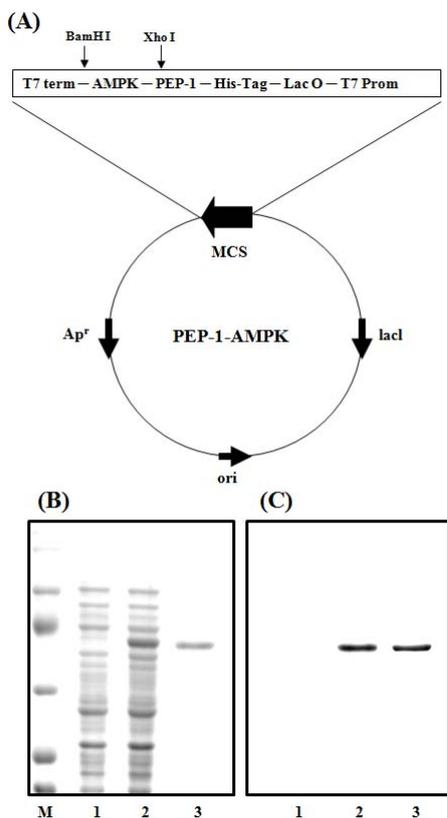 (A)
BamH I Xho I
T7 term — AMPK — PEP-1 — His-Tag — Lac O — T7 Prom
MCS
Apr PEP-1-AMPK lacl
ori
(B) (C)
M 1 2 3 1 2 3